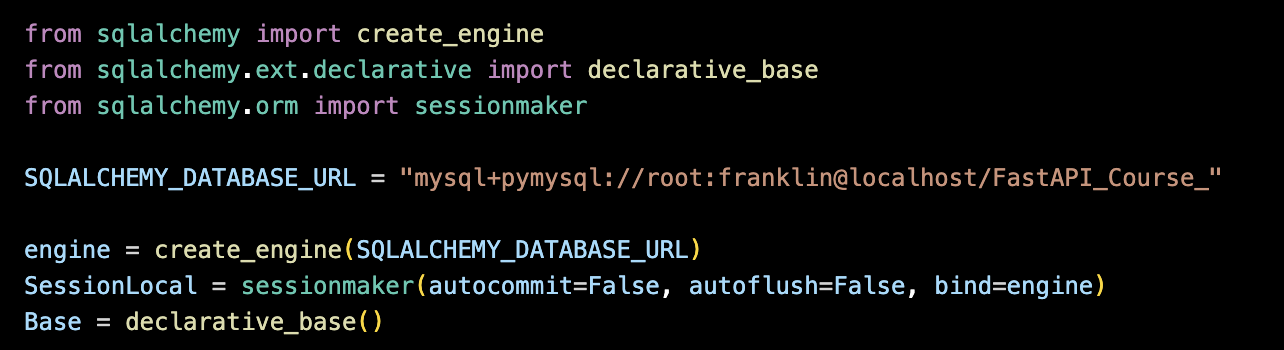 from sqlalchemy import create_engine
from sqlalchemy.ext.declarative import declarative_base
from sqlalchemy.orm import sessionmaker
SQLALCHEMY_DATABASE_URL = "mysql+pymysql://root:franklin@localhost/FastAPI_Course_"
engine = create_engine(SQLALCHEMY_DATABASE_URL)
SessionLocal = sessionmaker(autocommit=False, autoflush=False, bind=engine)
Base = declarative_base()